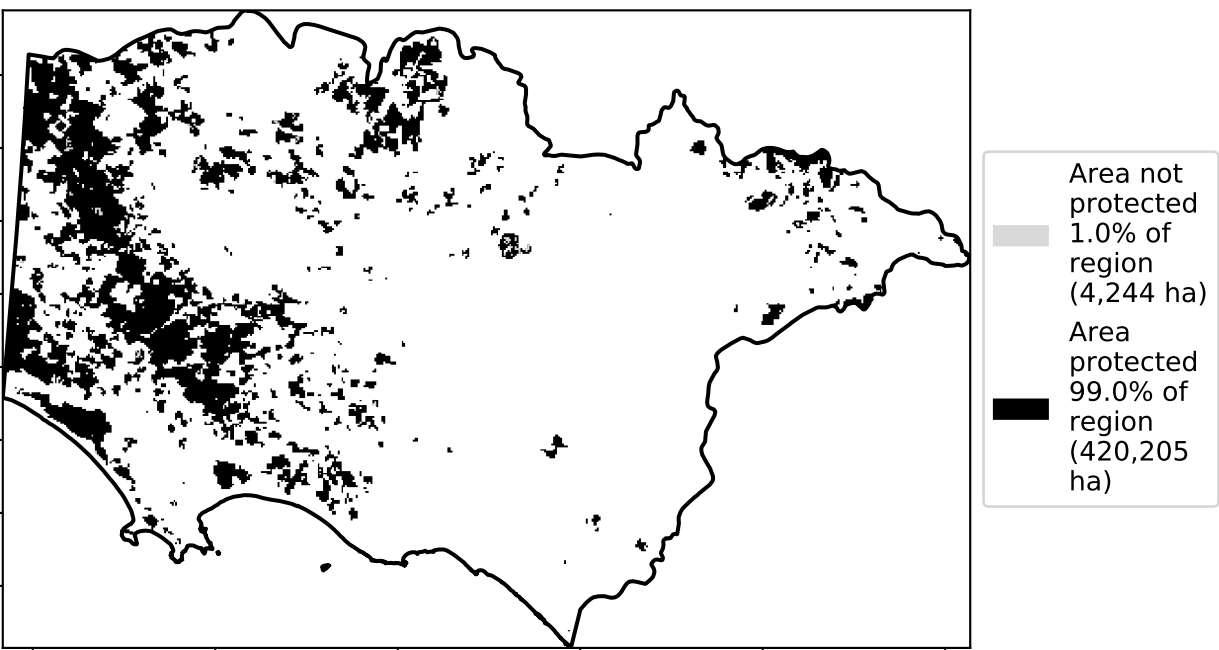 Area not
protected
1.0% of
region
(4,244 ha)
Area
protected
99.0% of
region
(420,205
ha)